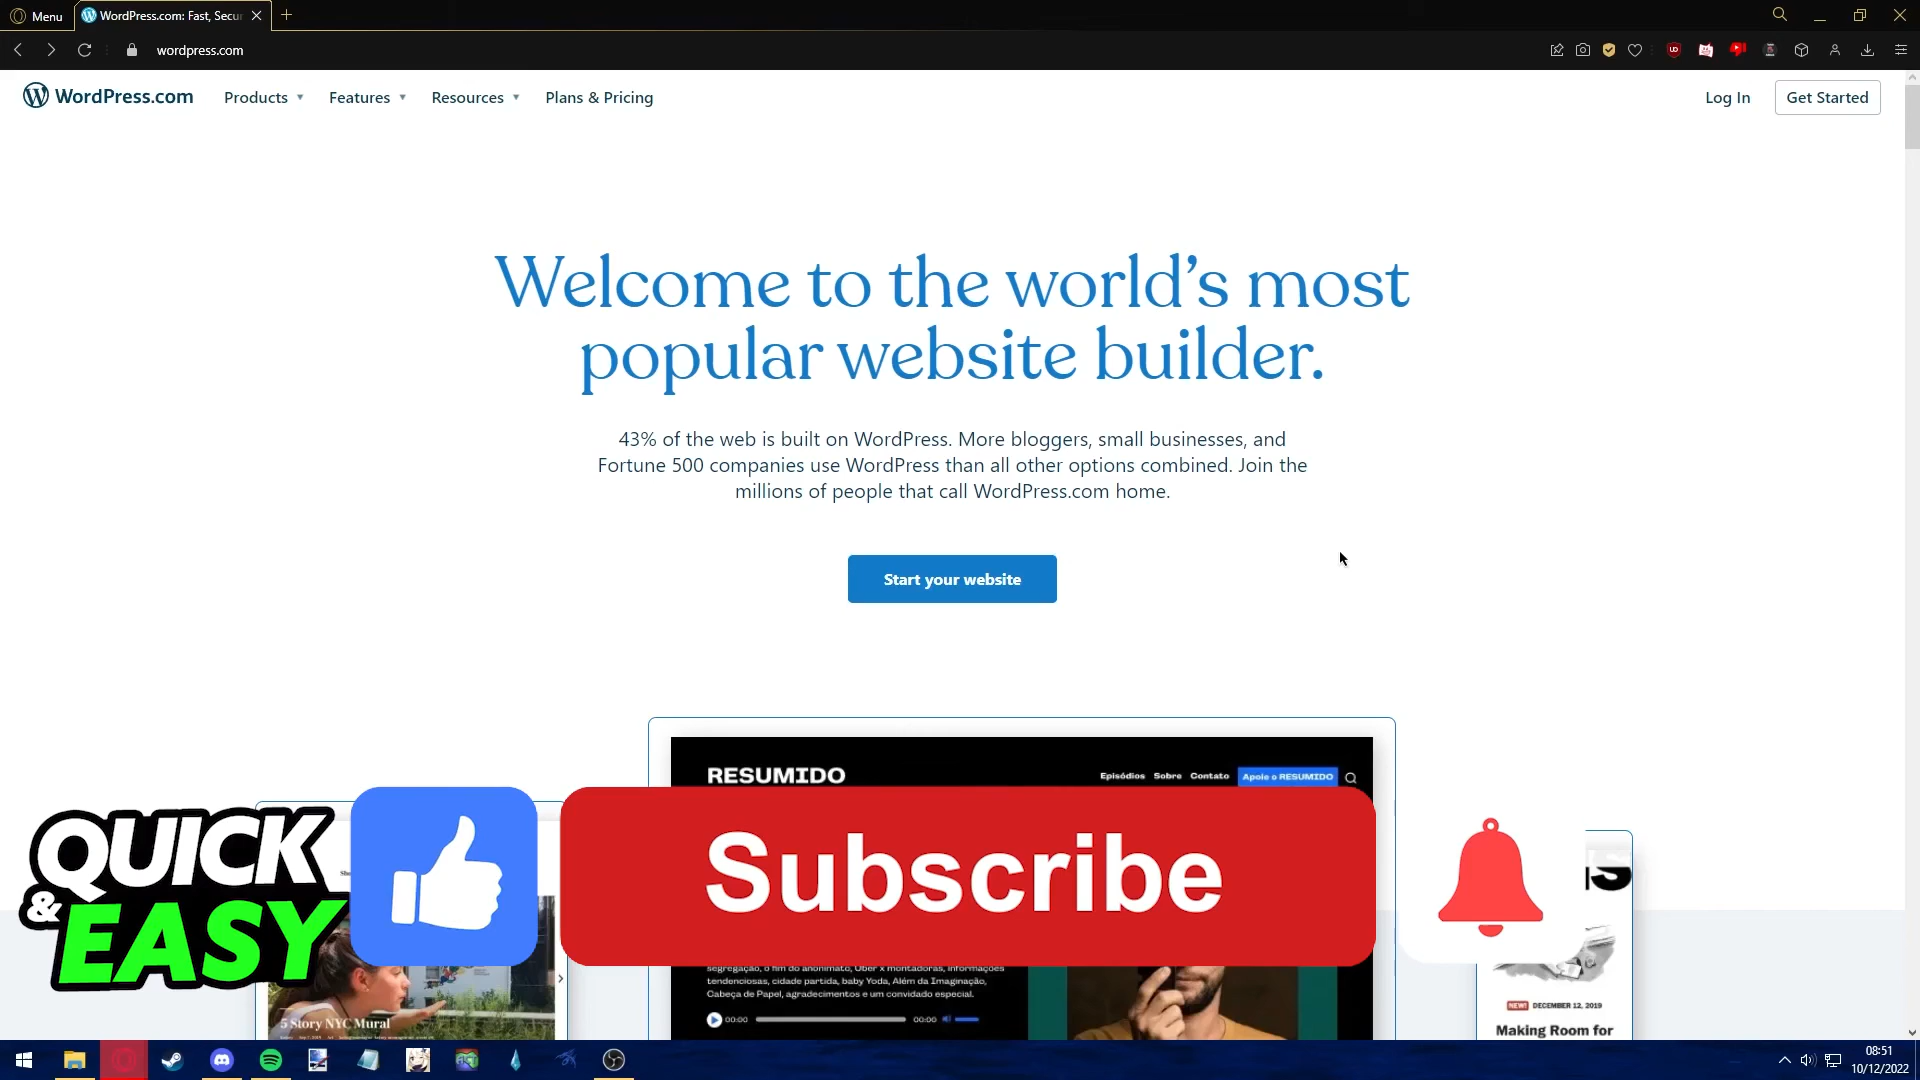 Menu
WordPress.com: Fast, Secu
wordpress.com
WordPress.com
Products
Features
Resources
Plans & Pricing
Log In
Get Started
Welcome to the world’s most
popular website builder.
43% of the web is built on WordPress. More bloggers, small businesses, and
Fortune 500 companies use WordPress than all other options combined. Join the
millions of people that call WordPress.com home.
Start your website
RESUMIDO
Episódios
Sobre
Contato
Apoie o RESUMIDO
QUICK
& EASY
Subscribe
segregação, o fim do anonimato, Uber x montadoras, informações
tendenciosas, cidade partida, baby Yoda, Além da Imaginação,
Cabeça de Papel, agradecimentos e um convidado especial.
00:00
00:00
5 Story NYC Mural
NEW! DECEMBER 12, 2019
Making Room for
08:51
10/12/2022